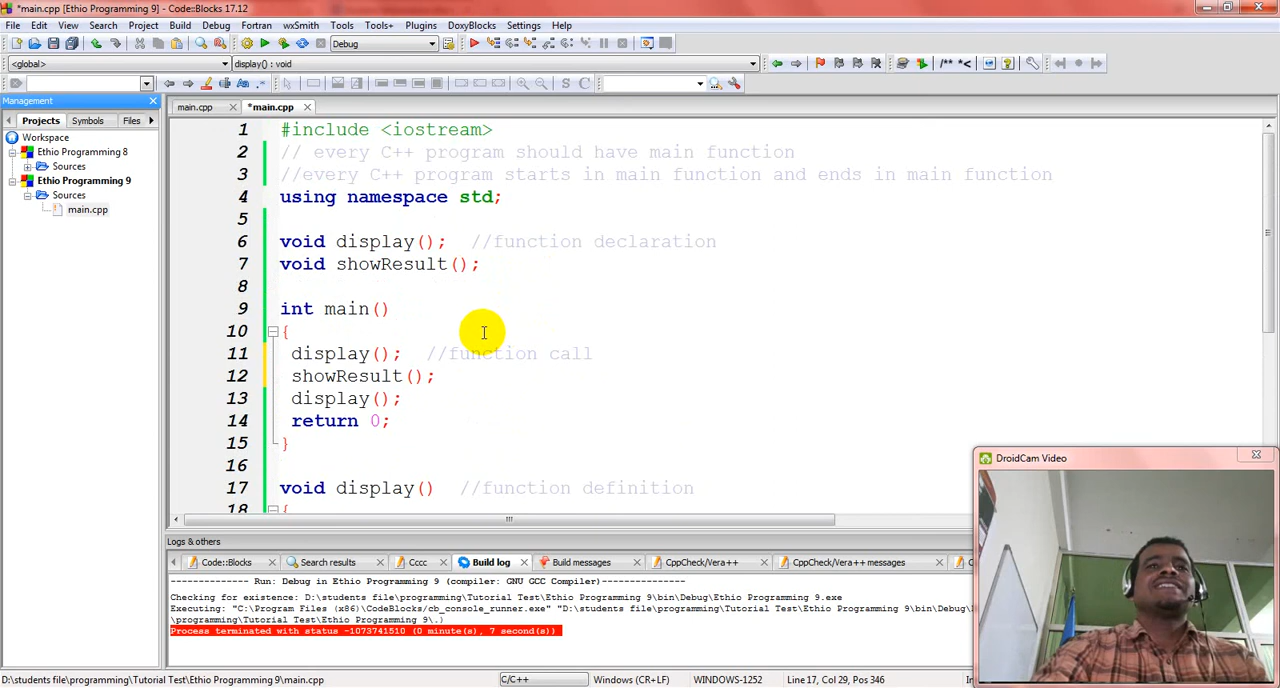 *main.cpp [Ethio Programming 9] - Code::Blocks 17.12
File Edit View Search Project Build Debug Fortran wxSmith Tools Tools+ Plugins DoxyBlocks Settings Help
Debug
<global> display() : void
/** *<
Aa .* S C
Management
Projects Symbols Files
Workspace
Ethio Programming 8
Sources
Ethio Programming 9
Sources
main.cpp
main.cpp *main.cpp
1 #include <iostream>
2 // every C++ program should have main function
3 //every C++ program starts in main function and ends in main function
4 using namespace std;
5
6 void display(); //function declaration
7 void showResult();
8
9 int main()
10 {
11 display(); //function call
12 showResult();
13 display();
14 return 0;
15 }
16
17 void display() //function definition
18 {
DroidCam Video
Logs & others
Code::Blocks Search results Cccc Build log Build messages CppCheck/Vera++ CppCheck/Vera++ messages
-------------- Run: Debug in Ethio Programming 9 (compiler: GNU GCC Compiler)---------------
Checking for existence: D:\students file\programming\Tutorial Test\Ethio Programming 9\bin\Debug\Ethio Programming 9.exe
Executing: "C:\Program Files (x86)\CodeBlocks/cb_console_runner.exe" "D:\students file\programming\Tutorial Test\Ethio Programming 9\bin\Debug\
\programming\Tutorial Test\Ethio Programming 9\.)
Process terminated with status -1073741510 (0 minute(s), 7 second(s))
D:\students file\programming\Tutorial Test\Ethio Programming 9\main.cpp C/C++ Windows (CR+LF) WINDOWS-1252 Line 17, Col 29, Pos 346